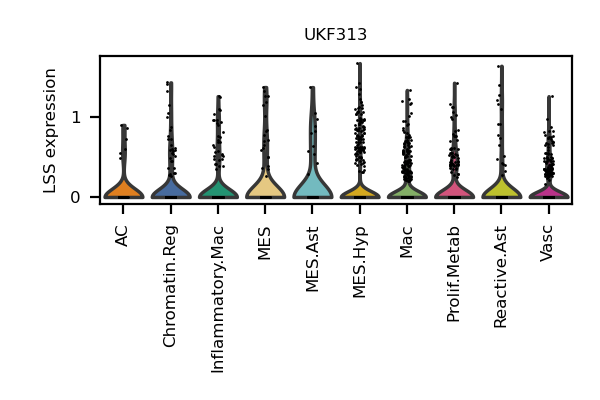 UKF313
LSS expression
1
0
AC
Chromatin.Reg
Inflammatory.Mac
MES
MES.Ast
MES.Hyp
Mac
Prolif.Metab
Reactive.Ast
Vasc